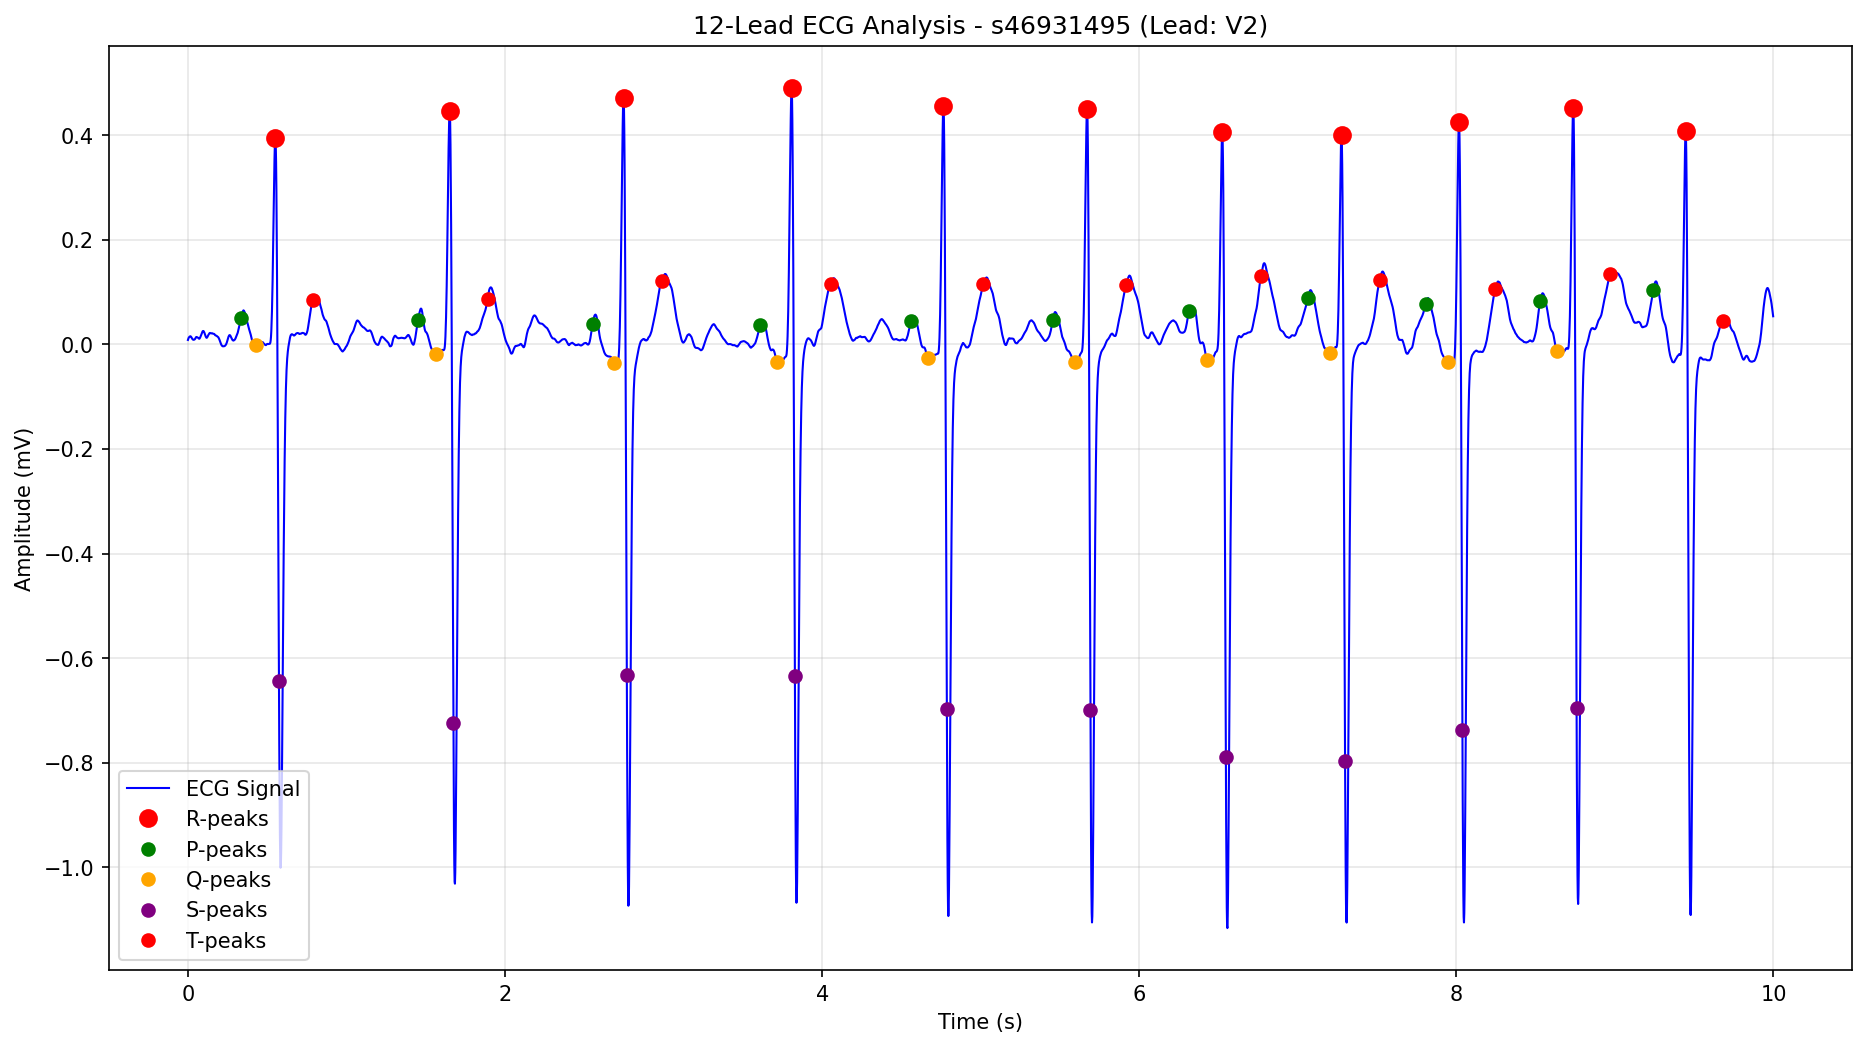 12-Lead ECG Analysis - s46931495 (Lead: V2)
Amplitude (mV)
0.4
0.2
0.0
−0.2
−0.4
−0.6
−0.8
−1.0
ECG Signal
R-peaks
P-peaks
Q-peaks
S-peaks
T-peaks
0 2 4 6 8 10
Time (s)